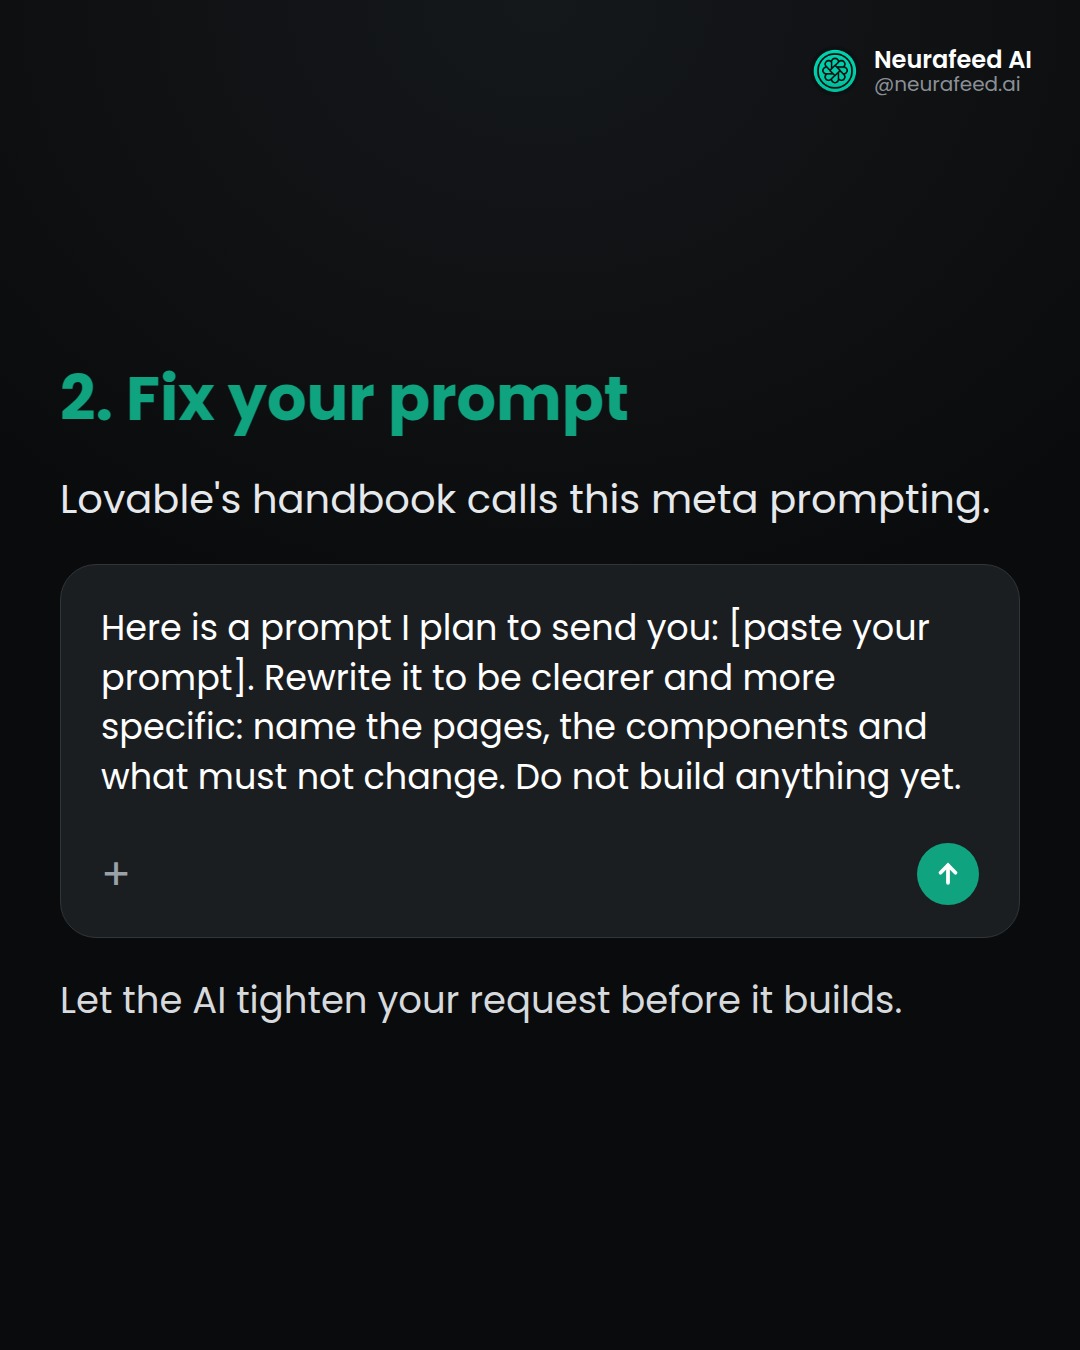 Neurafeed AI
@neurafeed.ai
2. Fix your prompt
Lovable's handbook calls this meta prompting.
Here is a prompt I plan to send you: [paste your
prompt]. Rewrite it to be clearer and more
specific: name the pages, the components and
what must not change. Do not build anything yet.
+
Let the AI tighten your request before it builds.